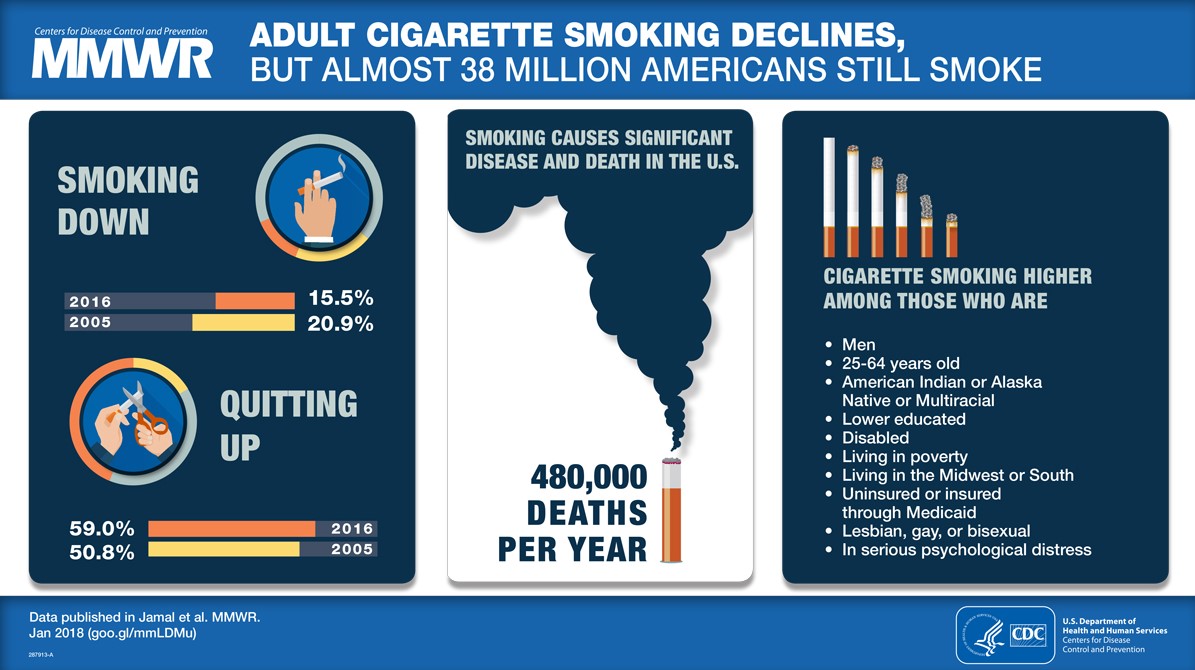 Centers for Disease Control and Prevention
MMWR
ADULT CIGARETTE SMOKING DECLINES,
BUT ALMOST 38 MILLION AMERICANS STILL SMOKE
SMOKING
DOWN
2016 15.5%
2005 20.9%
QUITTING
UP
59.0% 2016
50.8% 2005
SMOKING CAUSES SIGNIFICANT
DISEASE AND DEATH IN THE U.S.
480,000
DEATHS
PER YEAR
CIGARETTE SMOKING HIGHER
AMONG THOSE WHO ARE
• Men
• 25-64 years old
• American Indian or Alaska
Native or Multiracial
• Lower educated
• Disabled
• Living in poverty
• Living in the Midwest or South
• Uninsured or insured
through Medicaid
• Lesbian, gay, or bisexual
• In serious psychological distress
Data published in Jamal et al. MMWR.
Jan 2018 (goo.gl/mmLDMu)
287913-A
CDC
U.S. Department of
Health and Human Services
Centers for Disease
Control and Prevention